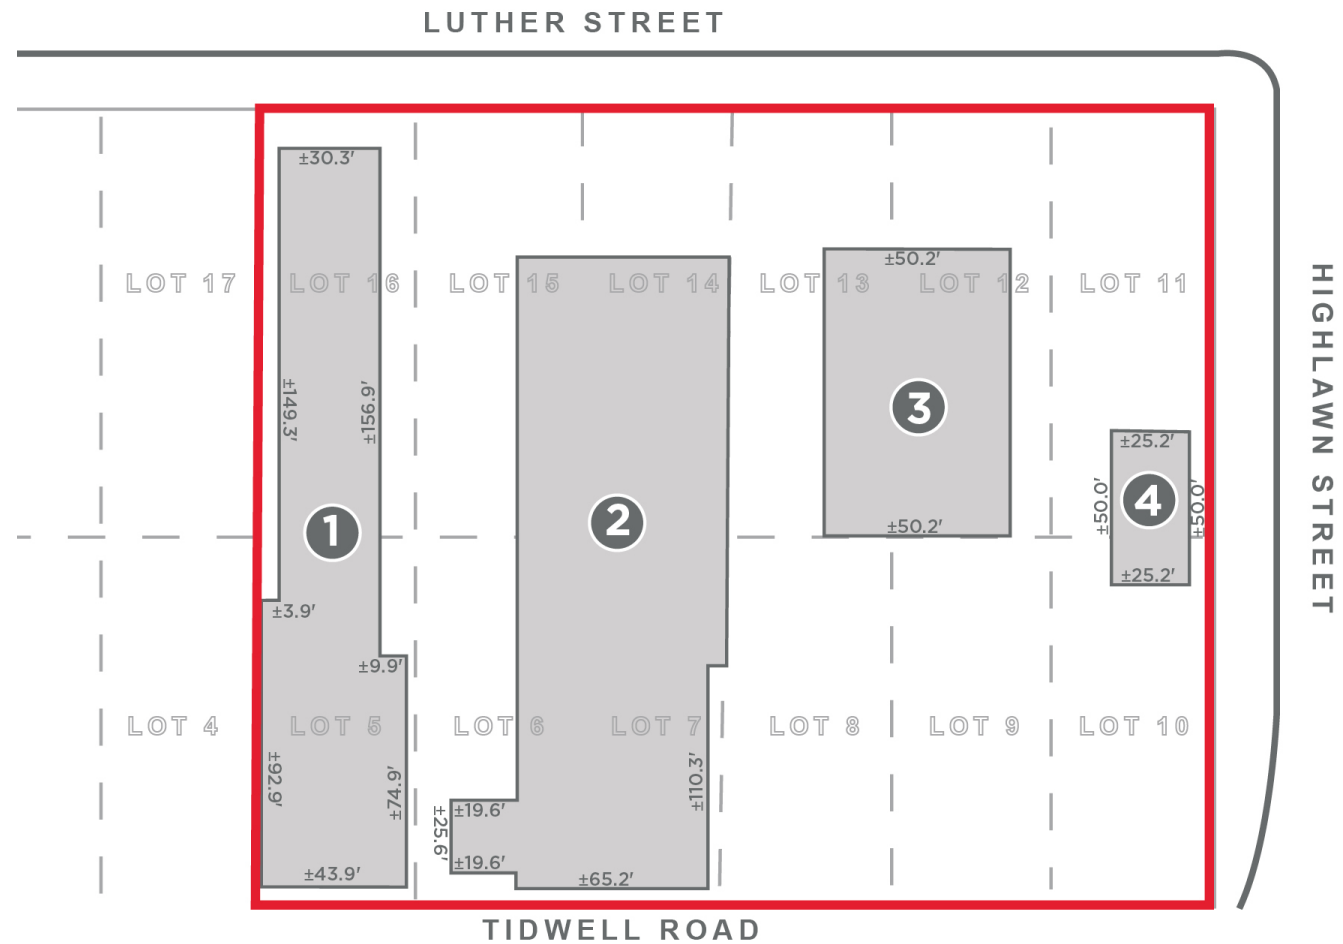 LUTHER STREET
±30.3'
±50.2'
LOT 17
LOT 16
LOT 15
LOT 14
LOT 13
LOT 12
LOT 11
HIGHLAWN STREET
±149.3'
±156.9'
3
±25.2'
±50.0'
4
±50.0'
1
2
±50.2'
±25.2'
±3.9'
±9.9'
LOT 4
LOT 5
LOT 6
LOT 7
LOT 8
LOT 9
LOT 10
±92.9'
±74.9'
±110.3'
±19.6'
±25.6'
±19.6'
±43.9'
±65.2'
TIDWELL ROAD